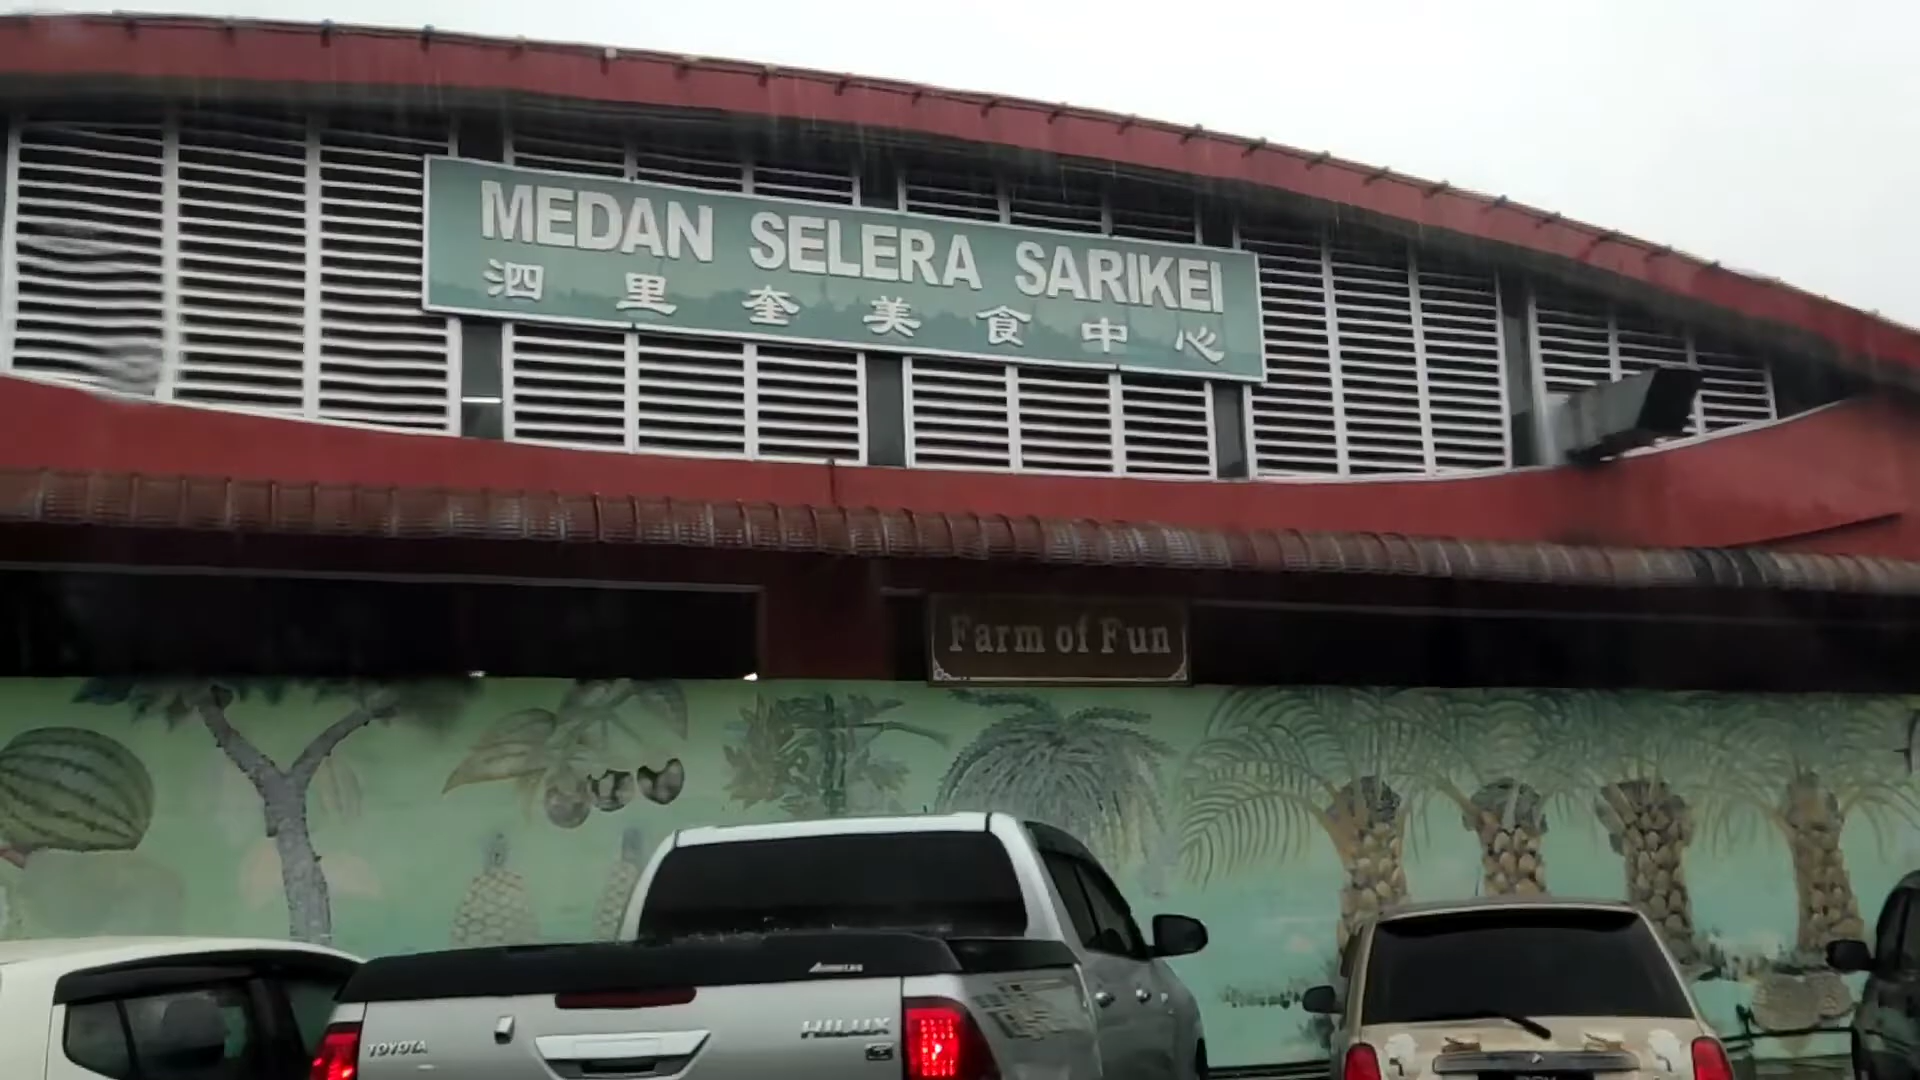 MEDAN SELERA SARIKEI
泗里奎美食中心
Farm of Fun
TOYOTA
HILUX